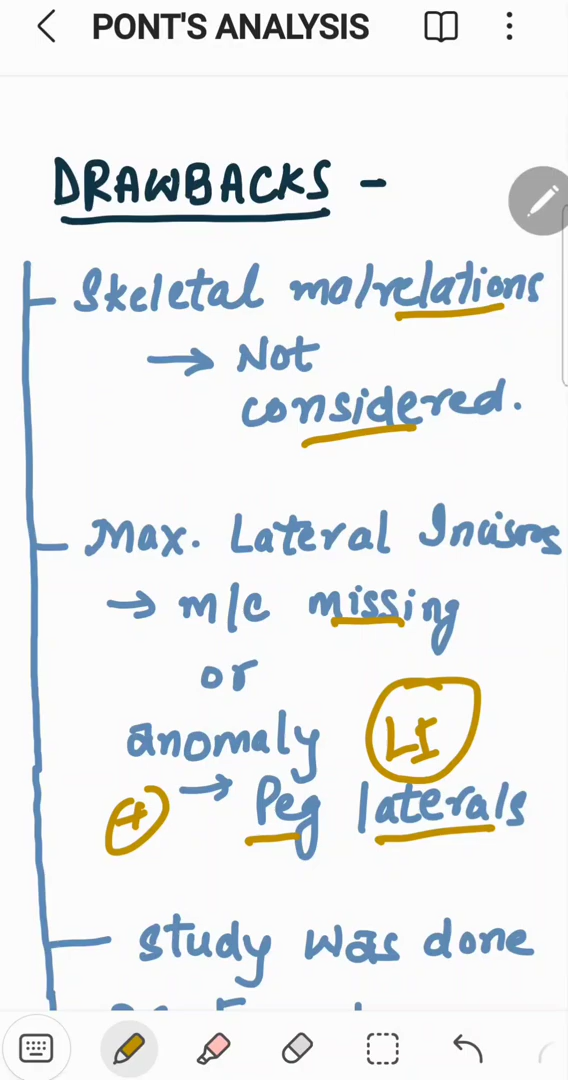 PONT'S ANALYSIS
DRAWBACKS -
Skeletal malrelations
→ Not
considered.
Max. Lateral Incisors
→ m/c missing
or
anomaly LI
+ → Peg laterals
Study was done